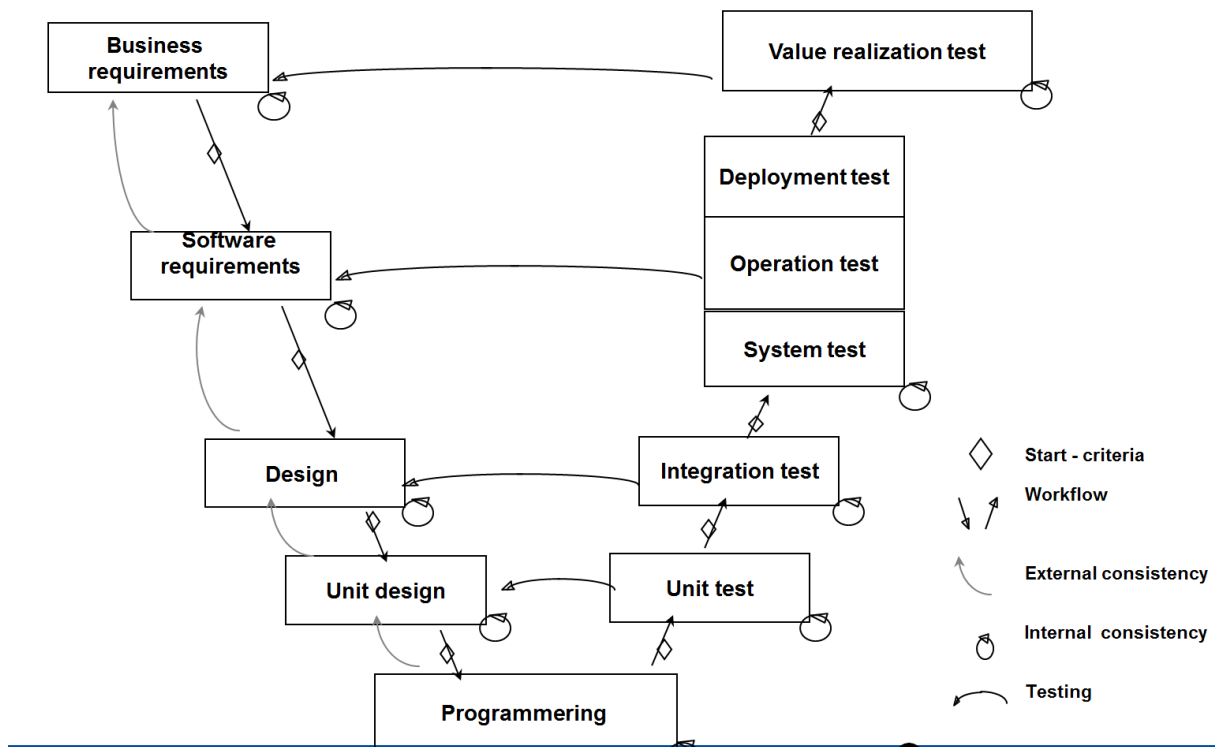 Business
requirements
Value realization test
Deployment test
Software
requirements
Operation test
System test
Design
Integration test
Start - criteria
Workflow
Unit design
Unit test
External consistency
Internal consistency
Programmering
Testing